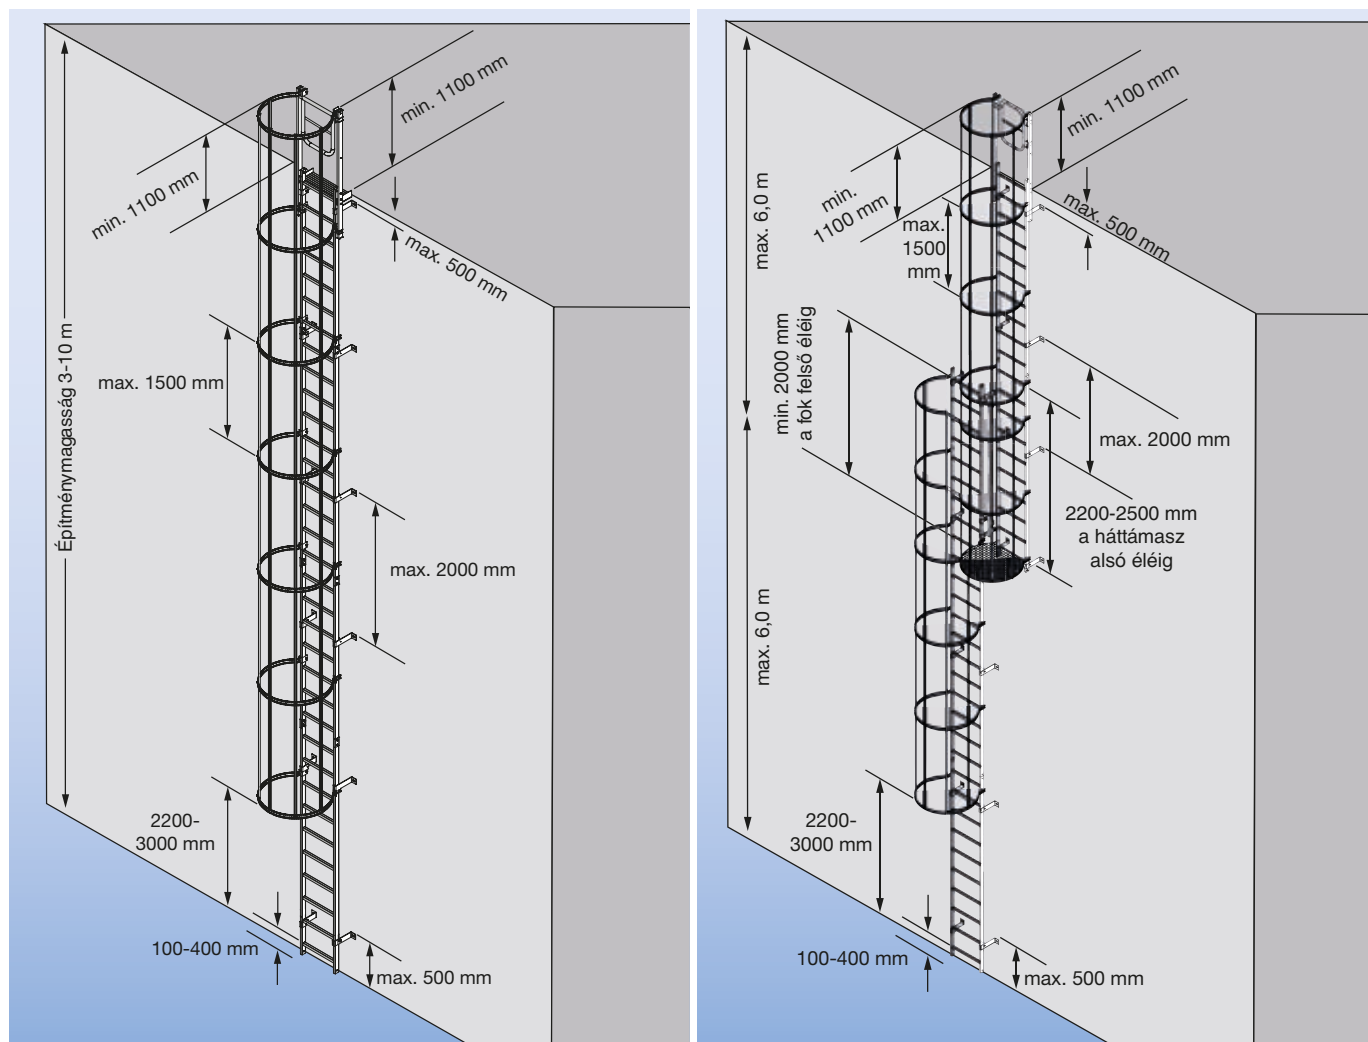 min. 1100 mm
min. 1100 mm
max. 500 mm
Építménymagasság 3-10 m
max. 1500 mm
max. 2000 mm
2200-
3000 mm
100-400 mm
max. 500 mm
min. 1100 mm
max. 6,0 m
min.
1100 mm
max.
1500
mm
max. 500 mm
min. 2000 mm
a fok felső éléig
max. 2000 mm
2200-2500 mm
a háttámasz
alsó éléig
max. 6,0 m
2200-
3000 mm
100-400 mm
max. 500 mm